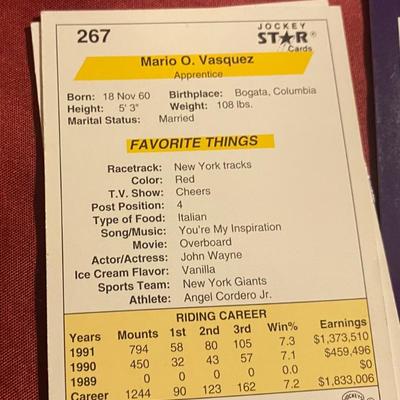 267
JOCKEY
STAR®
Cards
Mario O. Vasquez
Apprentice
Born: 18 Nov 60 Birthplace: Bogata, Columbia
Height: 5' 3" Weight: 108 lbs.
Marital Status: Married
FAVORITE THINGS
Racetrack: New York tracks
Color: Red
T.V. Show: Cheers
Post Position: 4
Type of Food: Italian
Song/Music: You're My Inspiration
Movie: Overboard
Actor/Actress: John Wayne
Ice Cream Flavor: Vanilla
Sports Team: New York Giants
Athlete: Angel Cordero Jr.
RIDING CAREER
Years Mounts 1st 2nd 3rd Win% Earnings
1991 794 58 80 105 7.3 $1,373,510
1990 450 32 43 57 7.1 $459,496
1989 0 0 0 0 0 $0
Career 1244 90 123 162 7.2 $1,833,006
JOCKEYS